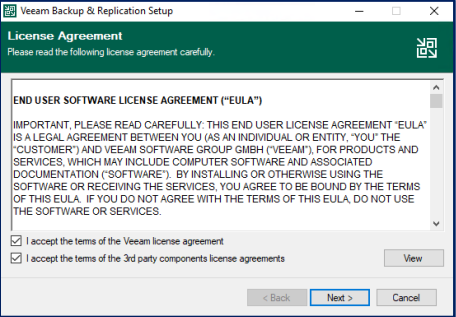 Veeam Backup & Replication Setup
License Agreement
Please read the following license agreement carefully.
END USER SOFTWARE LICENSE AGREEMENT (“EULA”)
IMPORTANT, PLEASE READ CAREFULLY: THIS END USER LICENSE AGREEMENT “EULA”
IS A LEGAL AGREEMENT BETWEEN YOU (AS AN INDIVIDUAL OR ENTITY, “YOU” THE
“CUSTOMER”) AND VEEAM SOFTWARE GROUP GMBH (“VEEAM”), FOR PRODUCTS AND
SERVICES, WHICH MAY INCLUDE COMPUTER SOFTWARE AND ASSOCIATED
DOCUMENTATION (“SOFTWARE”). BY INSTALLING OR OTHERWISE USING THE
SOFTWARE OR RECEIVING THE SERVICES, YOU AGREE TO BE BOUND BY THE TERMS
OF THIS EULA. IF YOU DO NOT AGREE WITH THE TERMS OF THIS EULA, DO NOT USE
THE SOFTWARE OR SERVICES.
I accept the terms of the Veeam license agreement
I accept the terms of the 3rd party components license agreements
View
< Back
Next >
Cancel